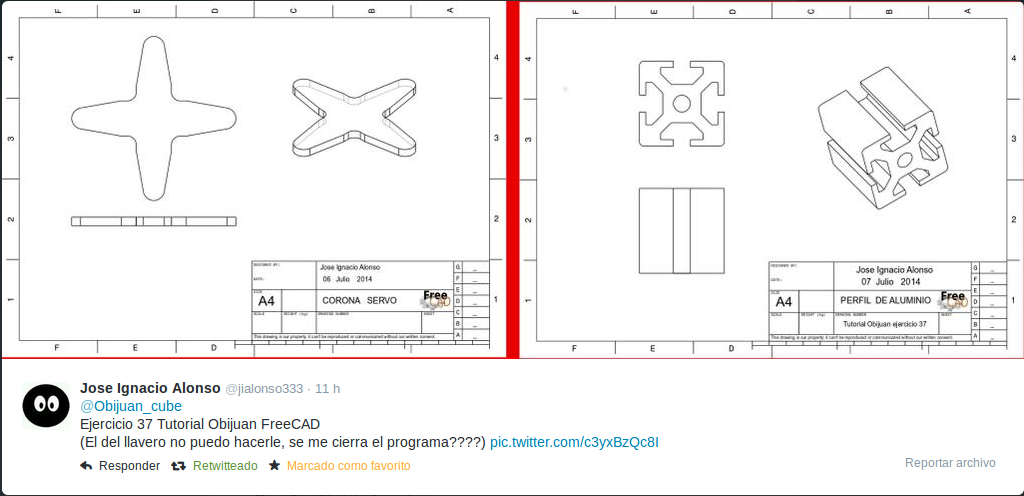 F E D C B A
4 4
3 3
2 2
1 1
F E D
DESIGNED BY:
Jose Ignacio Alonso
DATE:
06 Julio 2014
SIZE
A4
CORONA SERVO
FreeCAD
SCALE WEIGHT (kg) DRAWING NUMBER SHEET
This drawing is our property; it can't be reproduced or communicated without our written consent.
G
F
E
D
C
B
A
F E D C B A
4 4
3 3
2 2
1 1
F E D
DESIGNED BY:
Jose Ignacio Alonso
DATE:
07 Julio 2014
SIZE
A4
PERFIL DE ALUMINIO
FreeCAD
SCALE WEIGHT (kg) DRAWING NUMBER SHEET
Tutorial Obijuan ejercicio 37
This drawing is our property; it can't be reproduced or communicated without our written consent.
G
F
E
D
C
B
A
Jose Ignacio Alonso @jialonso333 · 11 h
@Obijuan_cube
Ejercicio 37 Tutorial Obijuan FreeCAD
(El del llavero no puedo hacerle, se me cierra el programa????) pic.twitter.com/c3yxBzQc8I
Responder Retwitteado Marcado como favorito
Reportar archivo